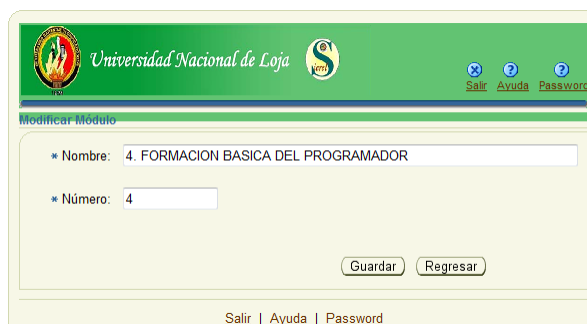 Universidad Nacional de Loja
Salir Ayuda Password
Modificar Módulo
* Nombre: 4. FORMACION BASICA DEL PROGRAMADOR
* Número: 4
Guardar Regresar
Salir | Ayuda | Password